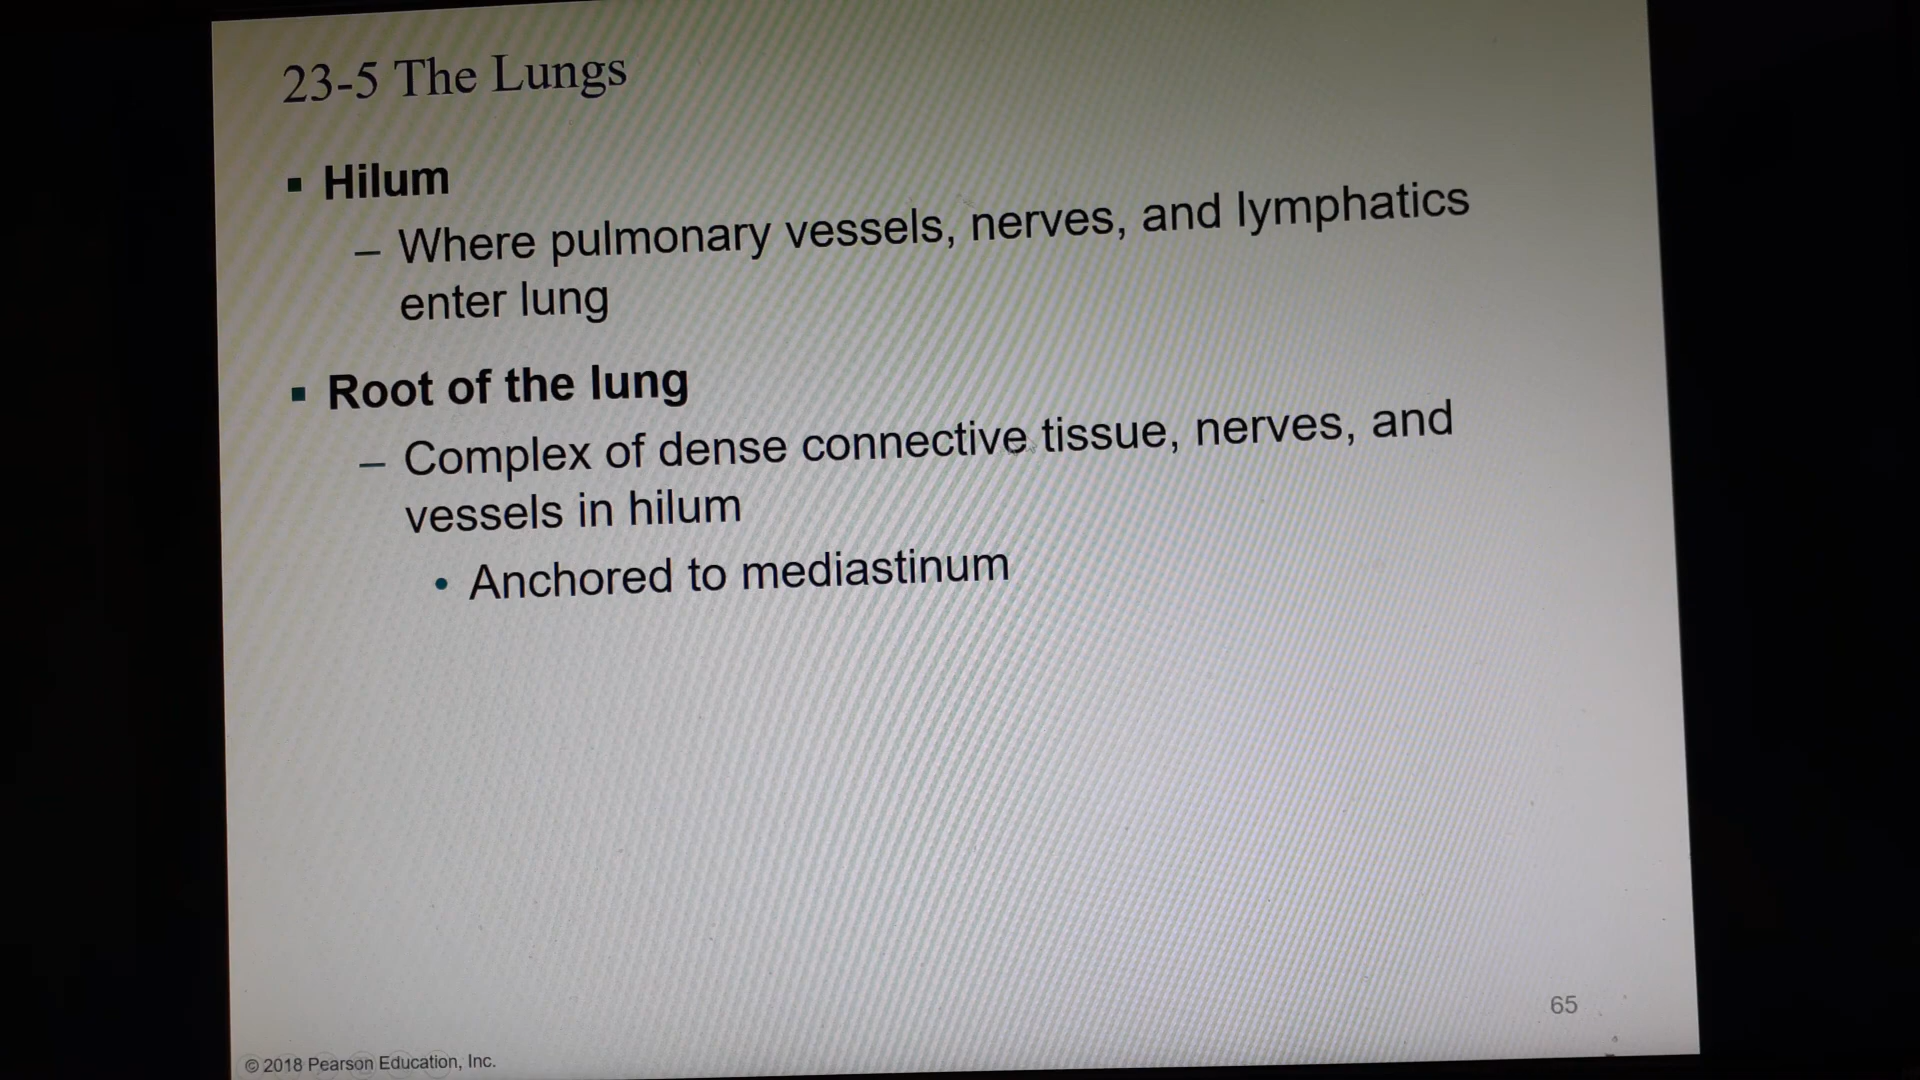 23-5 The Lungs
▪ Hilum
– Where pulmonary vessels, nerves, and lymphatics
enter lung
▪ Root of the lung
– Complex of dense connective tissue, nerves, and
vessels in hilum
• Anchored to mediastinum
65
© 2018 Pearson Education, Inc.